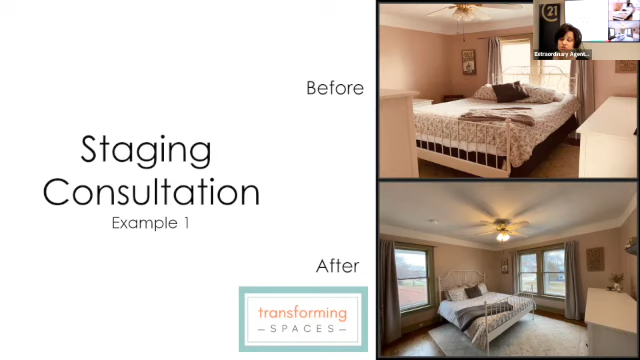 Before
Staging
Consultation
Example 1
After
transforming
—SPACES—
21
Extraordinary Agent...